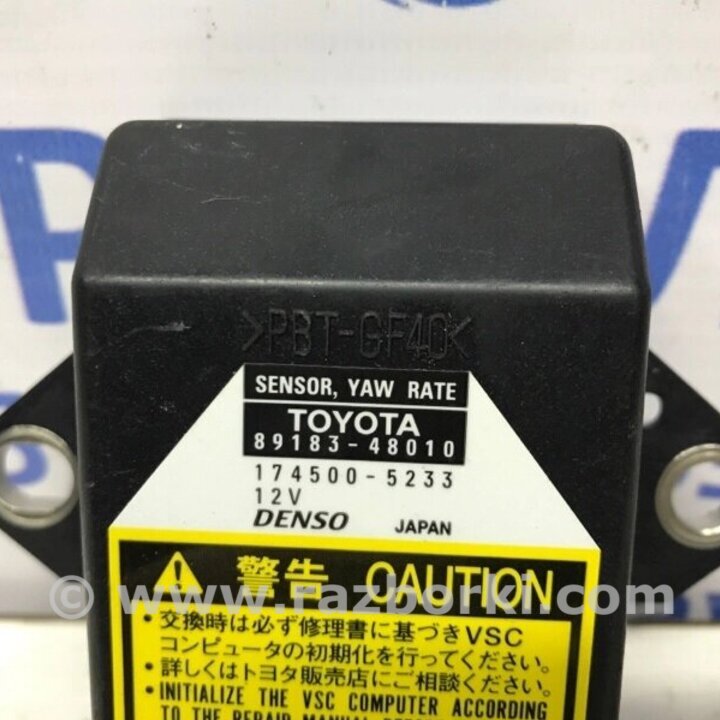 >PBT-GF40<
SENSOR, YAW RATE
TOYOTA
89183-48010
174500-5233
12V
DENSO JAPAN
警告 CAUTION
© www.razborki.com
・交換時は必ず修理書に基づきVSC
コンピュータの初期化を行ってください。
・詳しくはトヨタ販売店にご相談ください。
・INITIALIZE THE VSC COMPUTER ACCORDING
TO THE REPAIR MANUAL